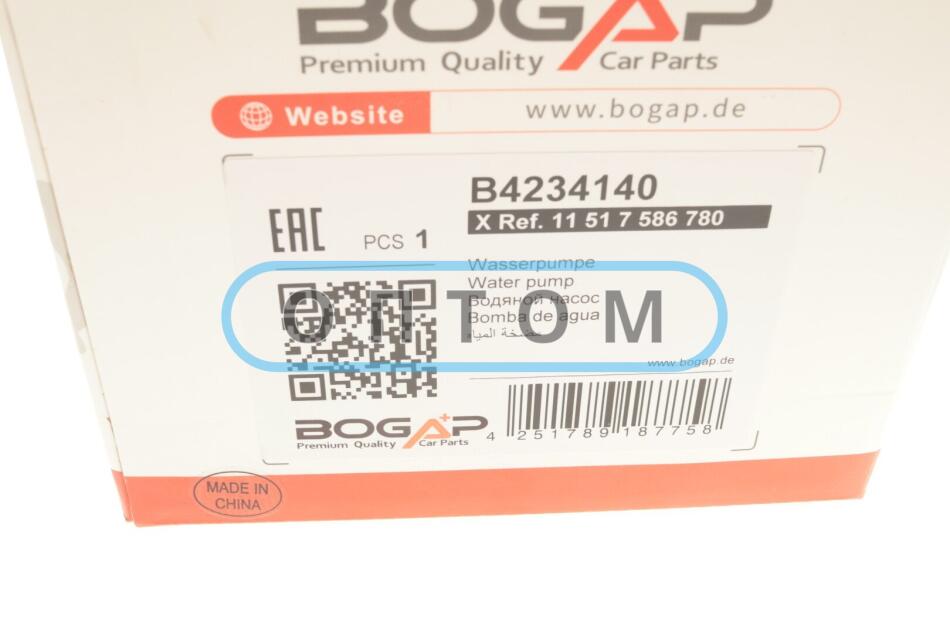 BOGAP
Premium Quality Car Parts
Website www.bogap.de
B4234140
X Ref. 11 51 7 586 780
EAC PCS 1
Wasserpumpe
Water pump
Водяной насос
Bomba de agua
مضخة المياه
ОПТОМ
www.bogap.de
BOGAP
Premium Quality Car Parts
4 251789 187758
MADE IN
CHINA